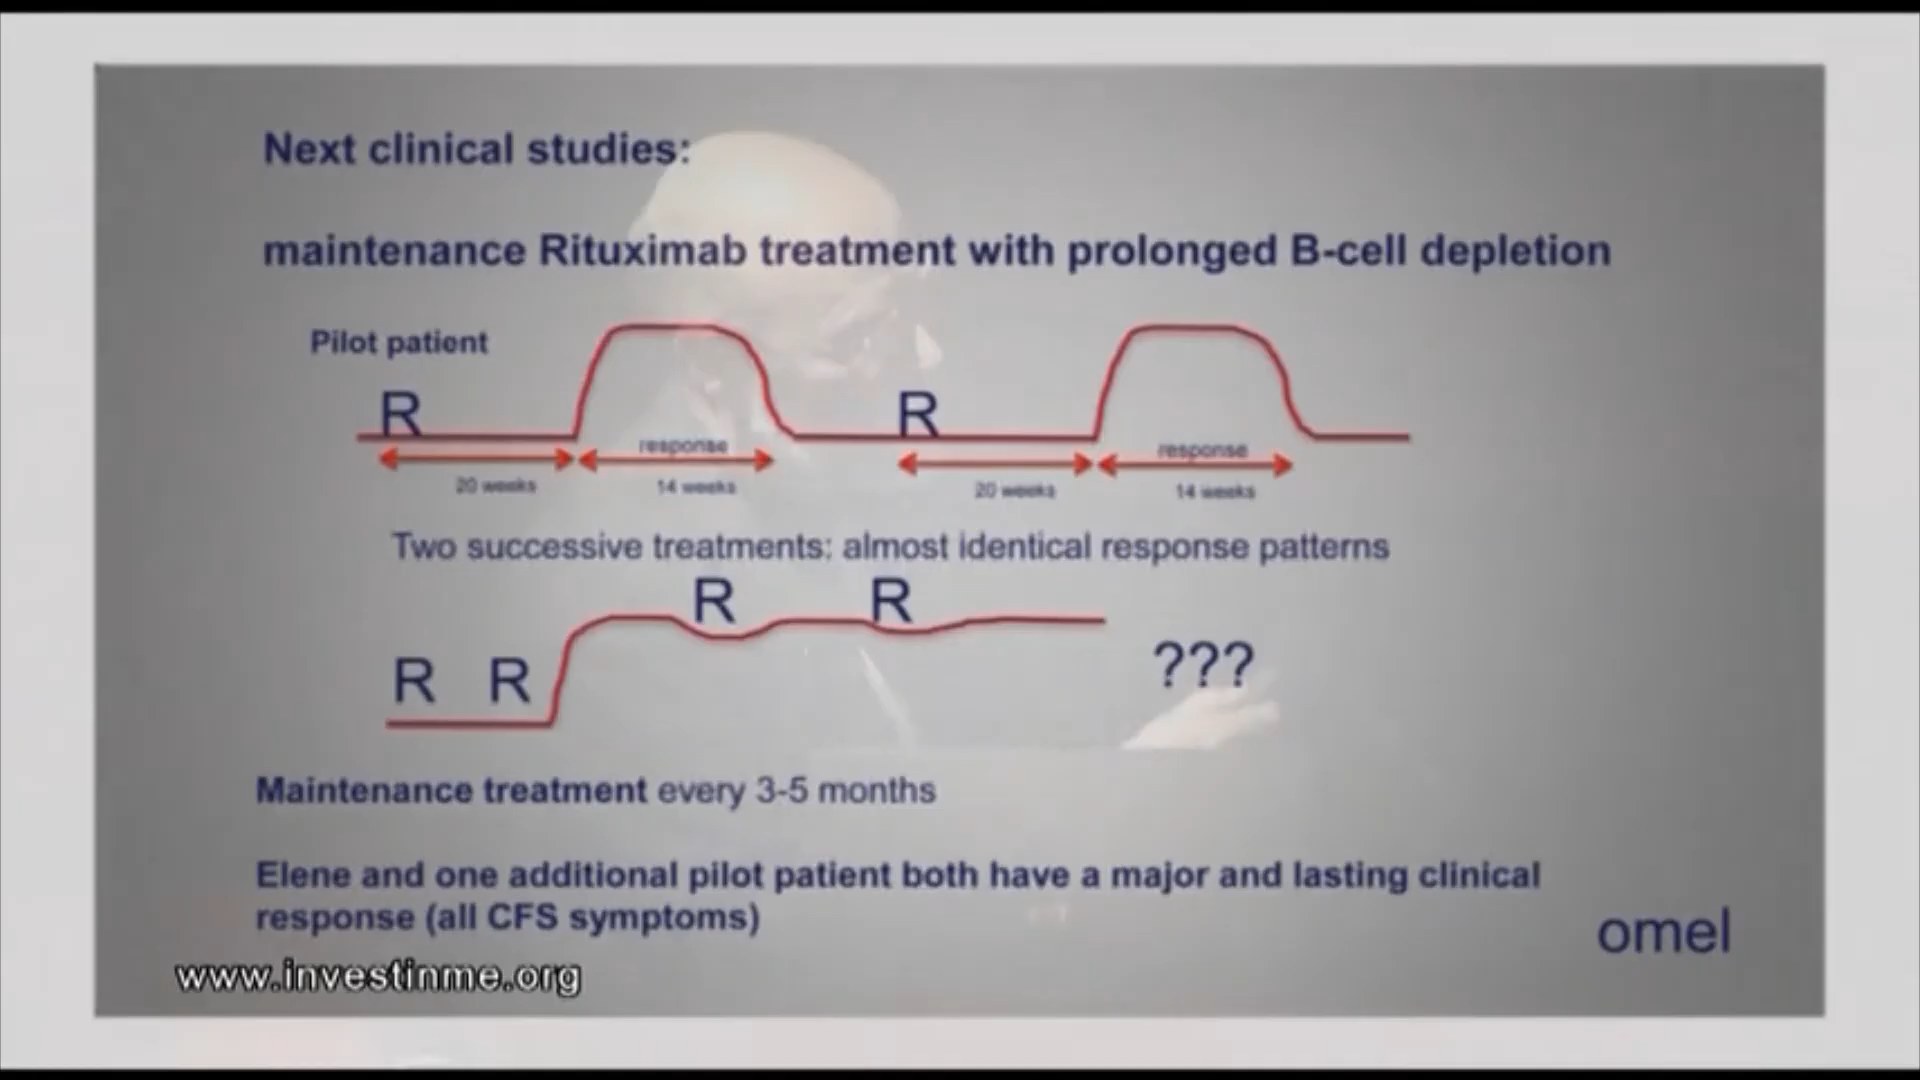 Next clinical studies:
maintenance Rituximab treatment with prolonged B-cell depletion
Pilot patient
R R
response response
20 weeks 14 weeks 20 weeks 14 weeks
Two successive treatments: almost identical response patterns
R R
R R ???
Maintenance treatment every 3-5 months
Elene and one additional pilot patient both have a major and lasting clinical
response (all CFS symptoms)
omel
www.investinme.org